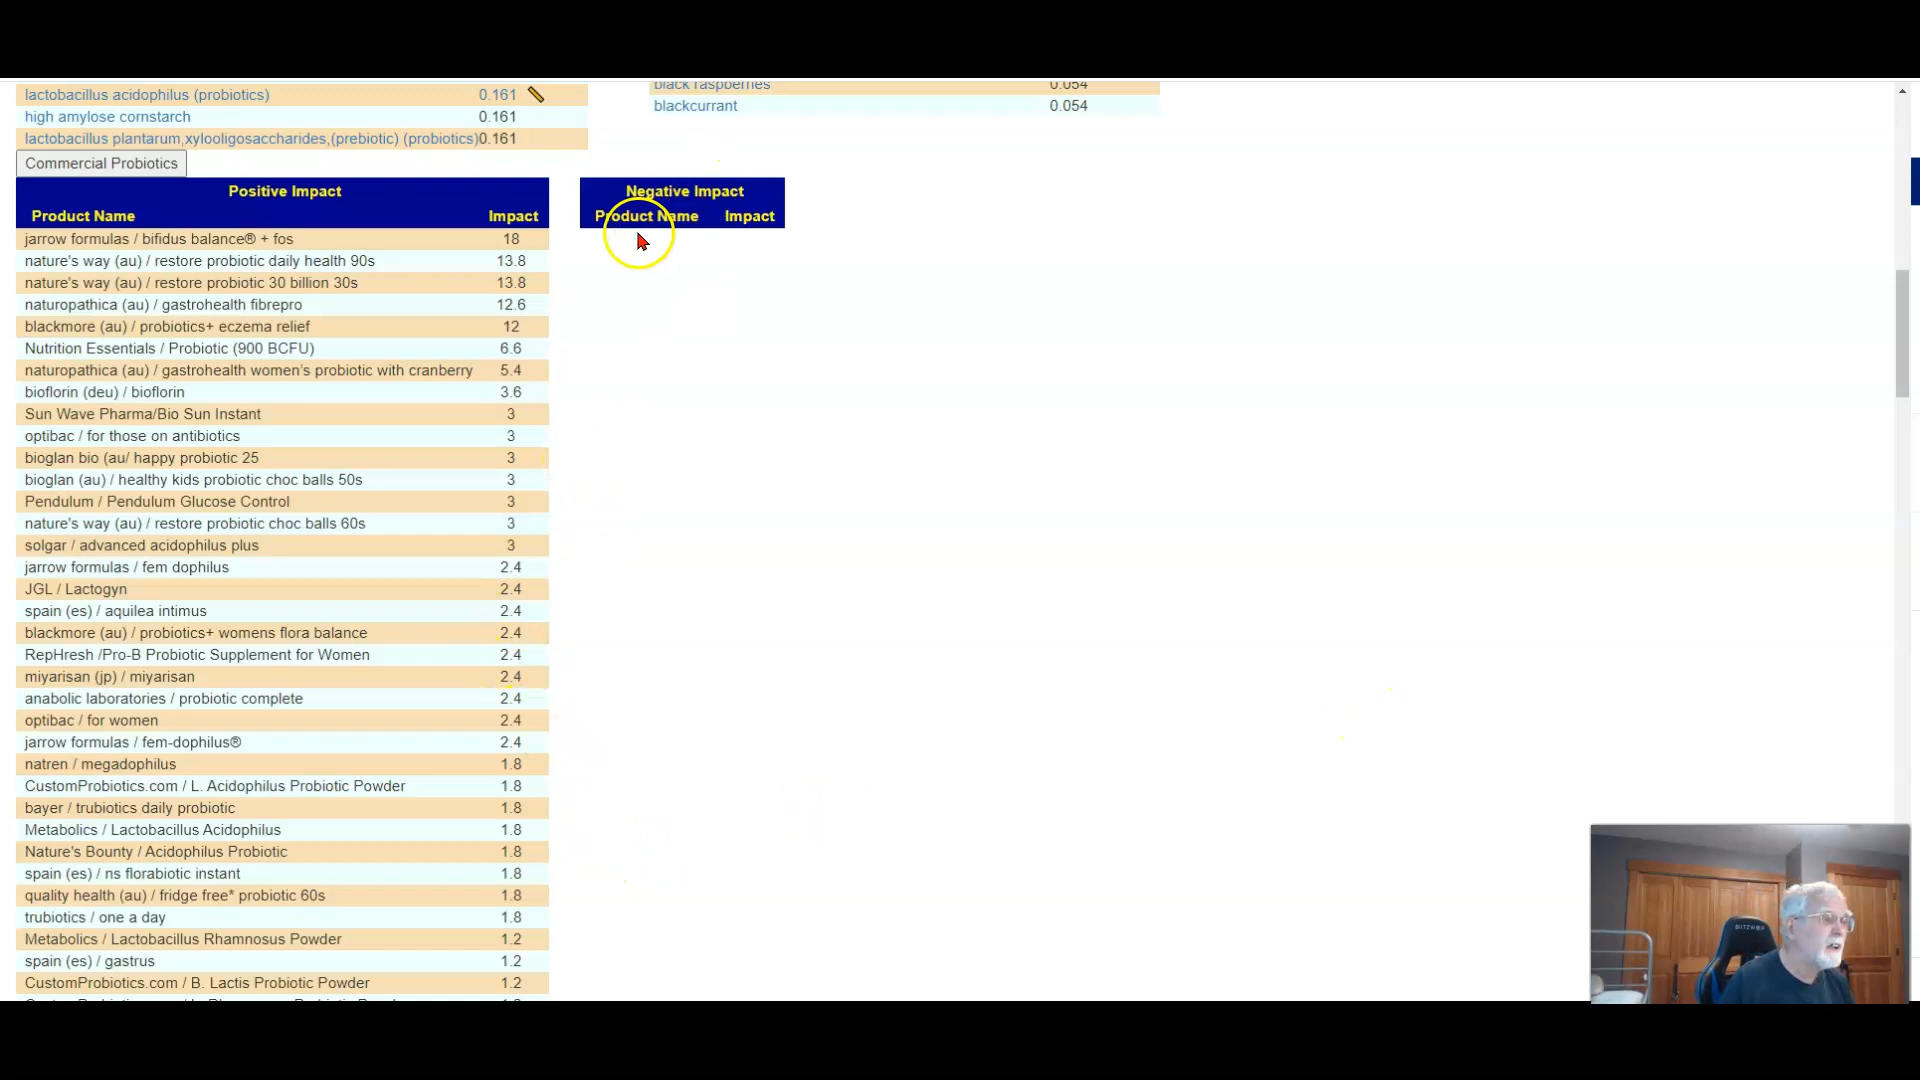 lactobacillus acidophilus (probiotics) 0.161
high amylose cornstarch 0.161
lactobacillus plantarum,xylooligosaccharides,(prebiotic) (probiotics)0.161
black raspberries 0.054
blackcurrant 0.054
Commercial Probiotics
Positive Impact
Product Name Impact
jarrow formulas / bifidus balance® + fos 18
nature's way (au) / restore probiotic daily health 90s 13.8
nature's way (au) / restore probiotic 30 billion 30s 13.8
naturopathica (au) / gastrohealth fibrepro 12.6
blackmore (au) / probiotics+ eczema relief 12
Nutrition Essentials / Probiotic (900 BCFU) 6.6
naturopathica (au) / gastrohealth women's probiotic with cranberry 5.4
bioflorin (deu) / bioflorin 3.6
Sun Wave Pharma/Bio Sun Instant 3
optibac / for those on antibiotics 3
bioglan bio (au/ happy probiotic 25 3
bioglan (au) / healthy kids probiotic choc balls 50s 3
Pendulum / Pendulum Glucose Control 3
nature's way (au) / restore probiotic choc balls 60s 3
solgar / advanced acidophilus plus 3
jarrow formulas / fem dophilus 2.4
JGL / Lactogyn 2.4
spain (es) / aquilea intimus 2.4
blackmore (au) / probiotics+ womens flora balance 2.4
RepHresh /Pro-B Probiotic Supplement for Women 2.4
miyarisan (jp) / miyarisan 2.4
anabolic laboratories / probiotic complete 2.4
optibac / for women 2.4
jarrow formulas / fem-dophilus® 2.4
natren / megadophilus 1.8
CustomProbiotics.com / L. Acidophilus Probiotic Powder 1.8
bayer / trubiotics daily probiotic 1.8
Metabolics / Lactobacillus Acidophilus 1.8
Nature's Bounty / Acidophilus Probiotic 1.8
spain (es) / ns florabiotic instant 1.8
quality health (au) / fridge free* probiotic 60s 1.8
trubiotics / one a day 1.8
Metabolics / Lactobacillus Rhamnosus Powder 1.2
spain (es) / gastrus 1.2
CustomProbiotics.com / B. Lactis Probiotic Powder 1.2
Negative Impact
Product Name Impact
BLITZWOLF